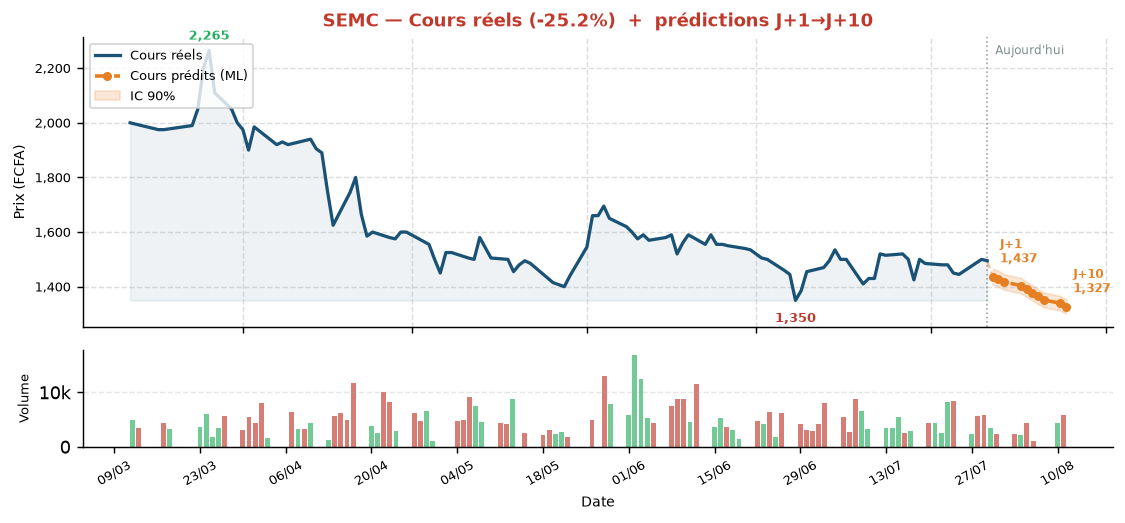 SEMC — Cours réels (-25.2%)  +  prédictions J+1→J+10
2,265
Cours réels
Cours prédits (ML)
IC 90%
Aujourd'hui
2,200
2,000
1,800
1,600
1,400
Prix (FCFA)
J+1
1,437
J+10
1,327
1,350
10k
0
Volume
09/03
23/03
06/04
20/04
04/05
18/05
01/06
15/06
29/06
13/07
27/07
10/08
Date